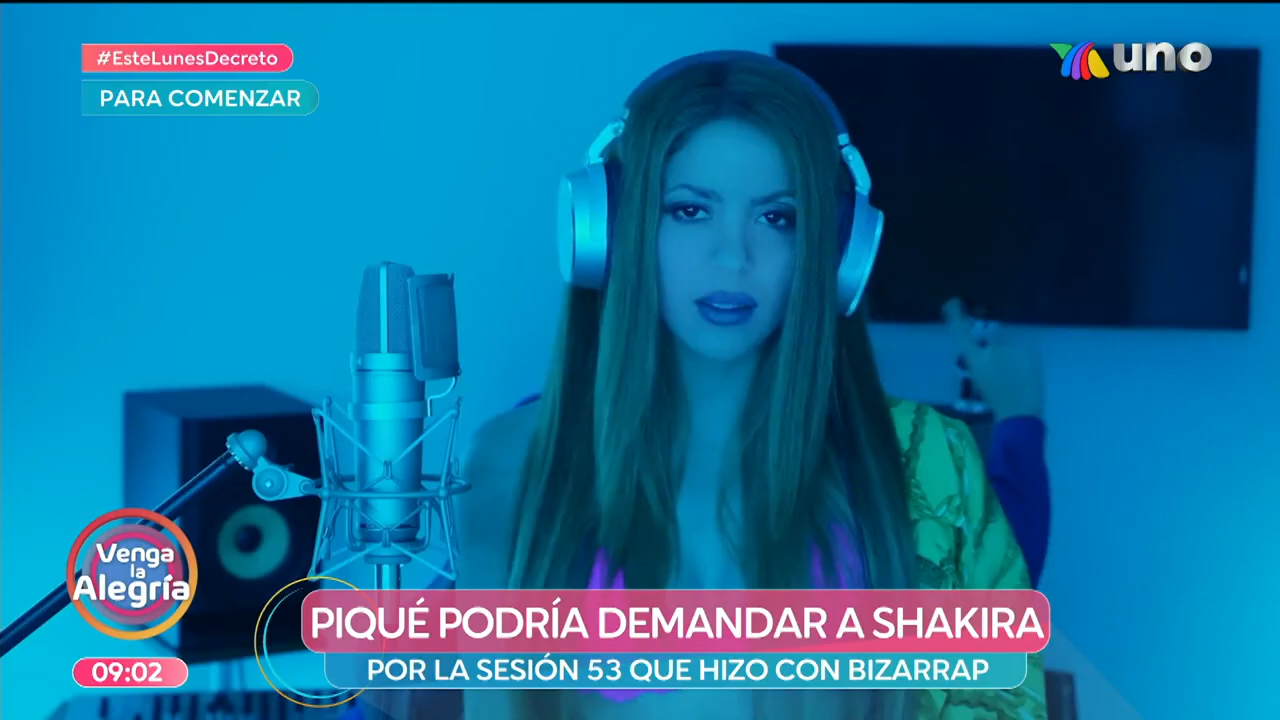 #EsteLunesDecreto
PARA COMENZAR
uno
Venga
la
Alegría
PIQUÉ PODRÍA DEMANDAR A SHAKIRA
POR LA SESIÓN 53 QUE HIZO CON BIZARRAP
09:02